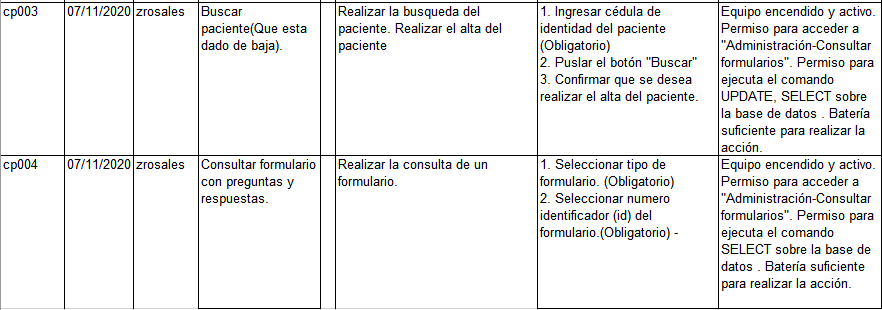 cp003
07/11/2020
zrosales
Buscar
paciente(Que esta
dado de baja).
Realizar la busqueda del
paciente. Realizar el alta del
paciente
1. Ingresar cédula de
identidad del paciente
(Obligatorio)
2. Puslar el botón "Buscar"
3. Confirmar que se desea
realizar el alta del paciente.
Equipo encendido y activo.
Permiso para acceder a
"Administración-Consultar
formularios". Permiso para
ejecuta el comando
UPDATE, SELECT sobre
la base de datos . Batería
suficiente para realizar la
acción.
cp004
07/11/2020
zrosales
Consultar formulario
con preguntas y
respuestas.
Realizar la consulta de un
formulario.
1. Seleccionar tipo de
formulario. (Obligatorio)
2. Seleccionar numero
identificador (id) del
formulario.(Obligatorio) -
Equipo encendido y activo.
Permiso para acceder a
"Administración-Consultar
formularios". Permiso para
ejecuta el comando
SELECT sobre la base de
datos . Batería suficiente
para realizar la acción.